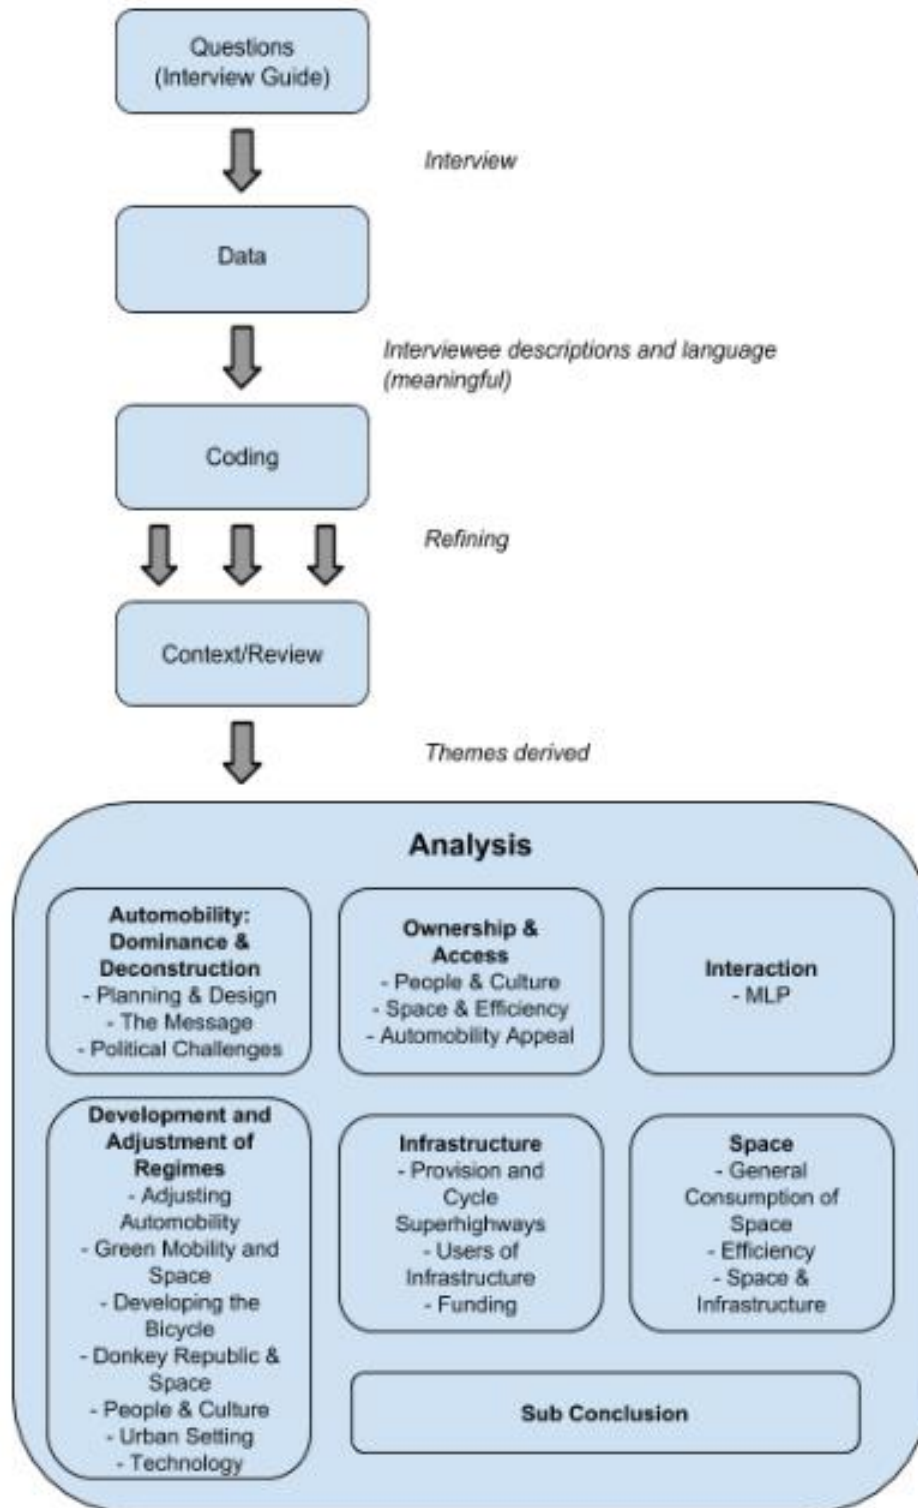 Questions
(Interview Guide)
Interview
Data
Interviewee descriptions and language
(meaningful)
Coding
Refining
Context/Review
Themes derived
Analysis
Automobility:
Dominance &
Deconstruction
- Planning & Design
- The Message
- Political Challenges
Ownership &
Access
- People & Culture
- Space & Efficiency
- Automobility Appeal
Interaction
- MLP
Development and
Adjustment of
Regimes
- Adjusting
Automobility
- Green Mobility and
Space
- Developing the
Bicycle
- Donkey Republic &
Space
- People & Culture
- Urban Setting
- Technology
Infrastructure
- Provision and
Cycle
Superhighways
- Users of
Infrastructure
- Funding
Space
- General
Consumption of
Space
- Efficiency
- Space &
Infrastructure
Sub Conclusion